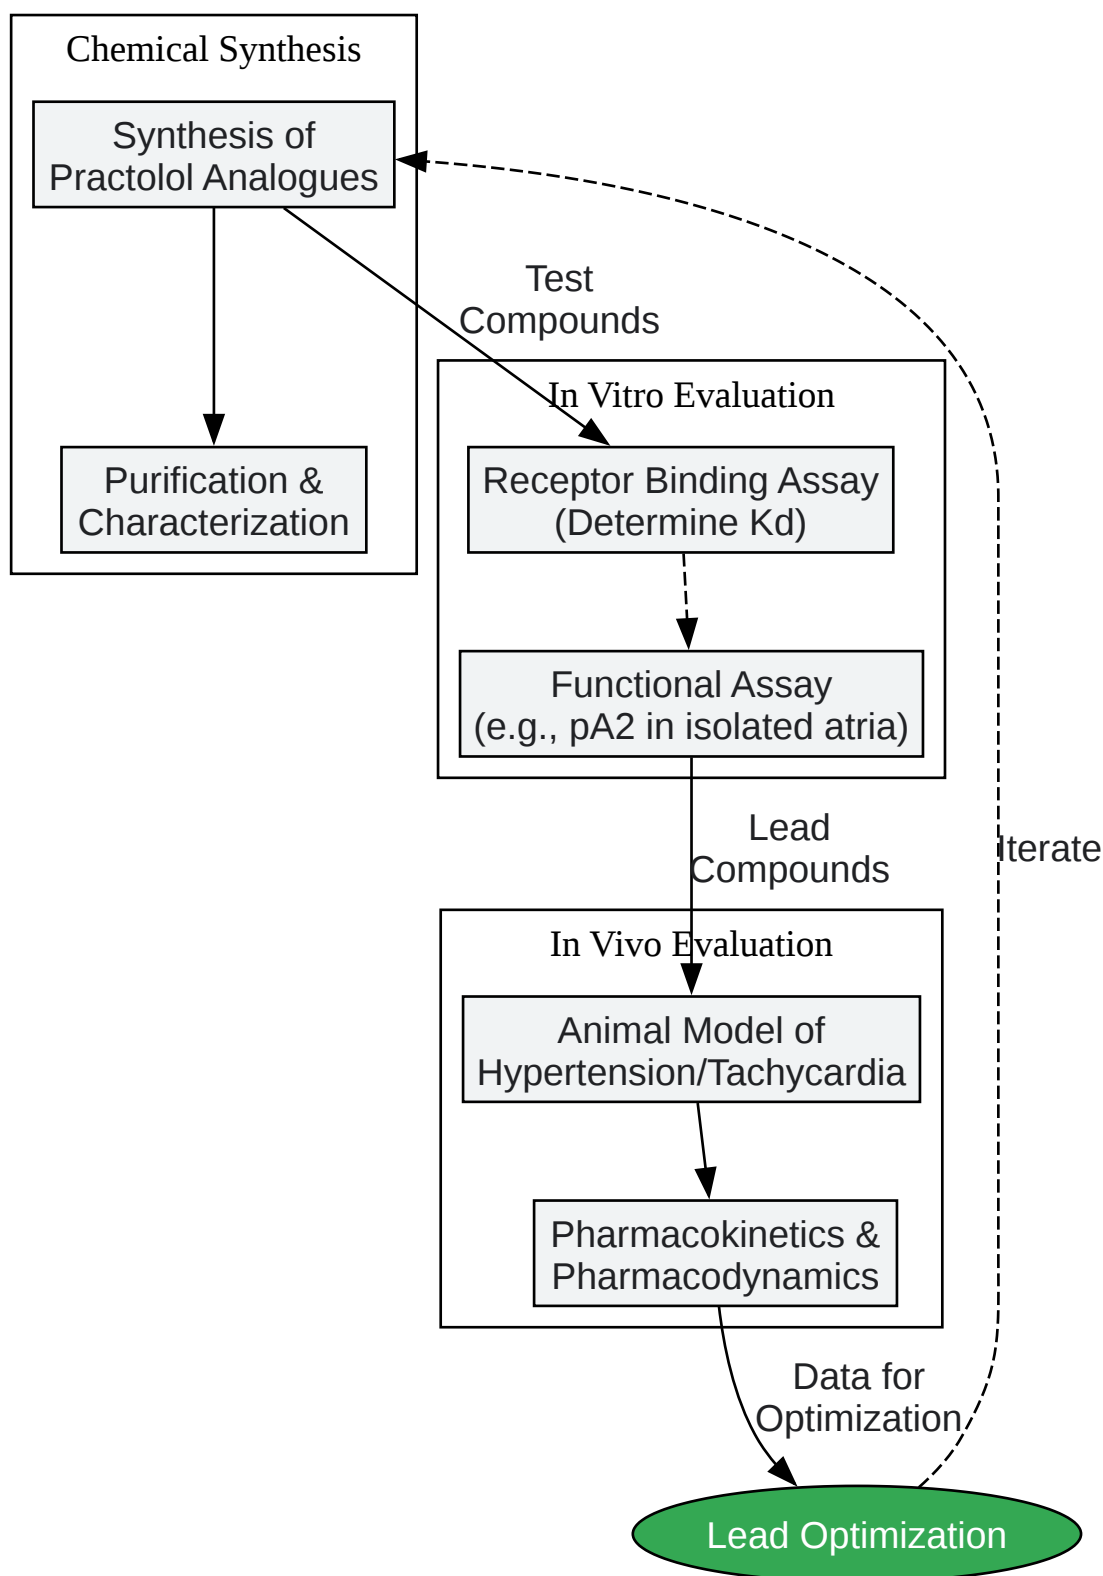 Chemical Synthesis
Synthesis of
Practolol Analogues
Test
Compounds
In Vitro Evaluation
Purification &
Characterization
Receptor Binding Assay
(Determine Kd)
Functional Assay
(e.g., pA2 in isolated atria)
Lead
Compounds
Iterate
In Vivo Evaluation
Animal Model of
Hypertension/Tachycardia
Pharmacokinetics &
Pharmacodynamics
Data for
Optimization
Lead Optimization